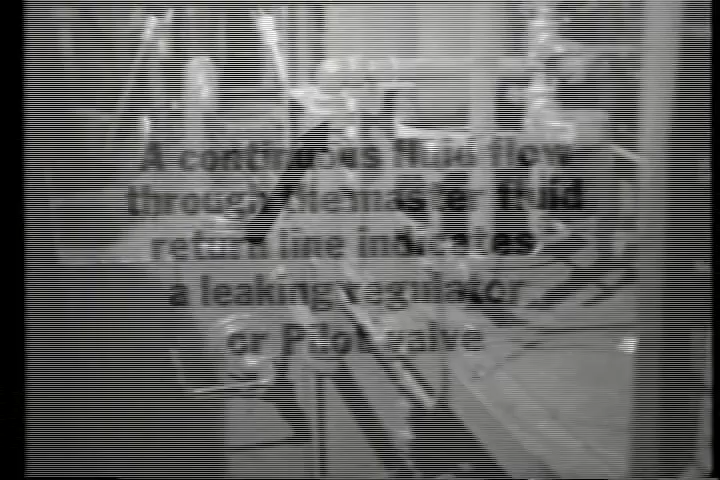 A continuous fluid flow
through the master fluid
return line indicates
a leaking regulator
or Pilot valve